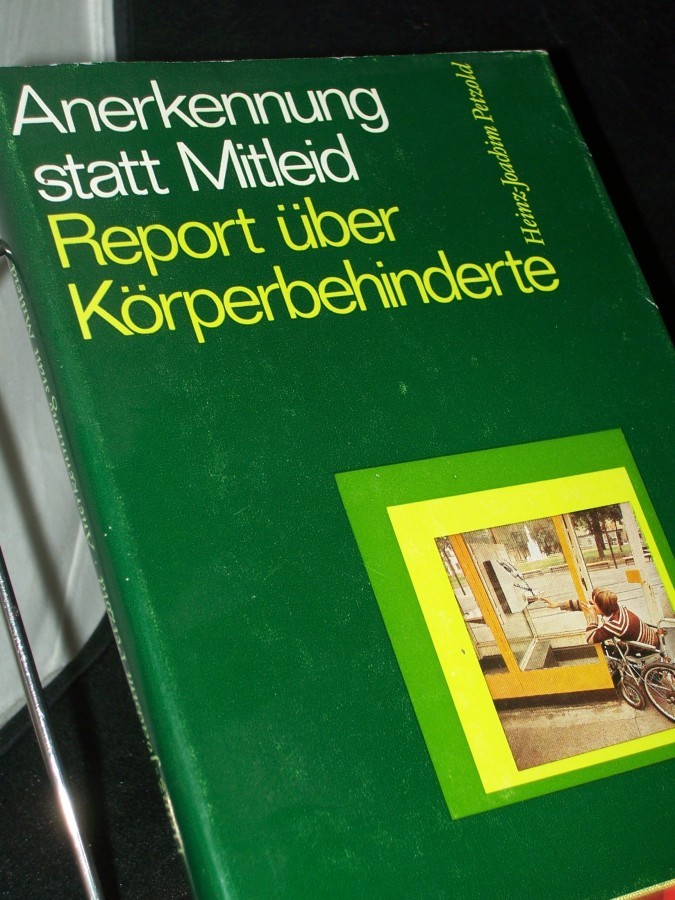 Anerkennung
statt Mitleid
Report über
Körperbehinderte
Heinz-Joachim Petzold